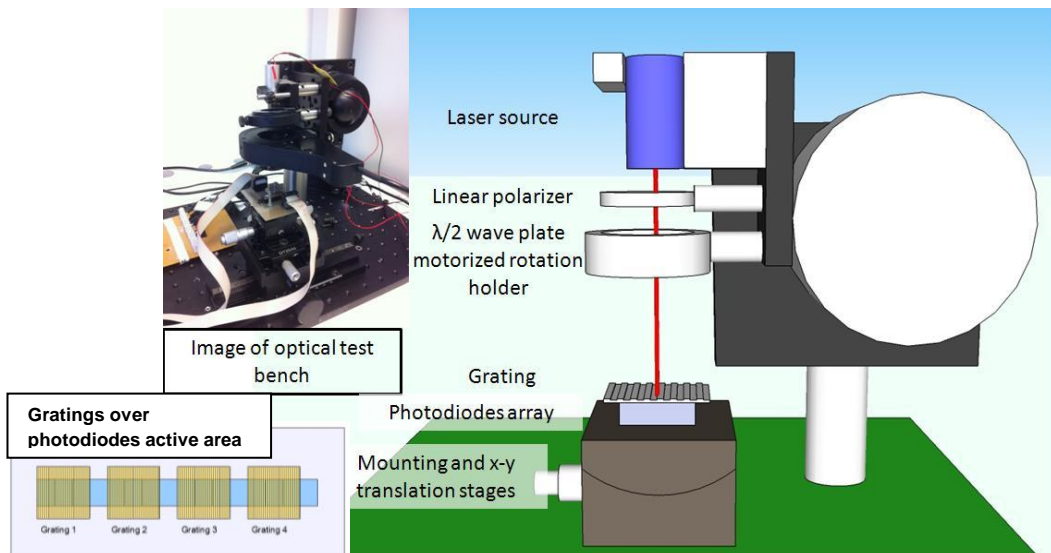 Laser source
Linear polarizer
λ/2 wave plate
motorized rotation
holder
Image of optical test
bench
Grating
Photodiodes array
Gratings over
photodiodes active area
Mounting and x-y
translation stages
Grating 1 Grating 2 Grating 3 Grating 4